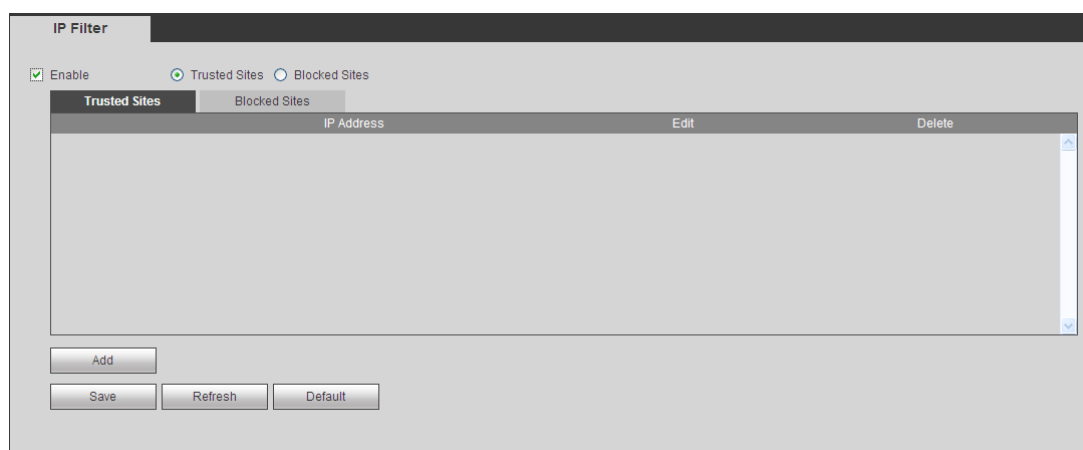 IP Filter
Enable Trusted Sites Blocked Sites
Trusted Sites Blocked Sites
IP Address Edit Delete
Add
Save Refresh Default